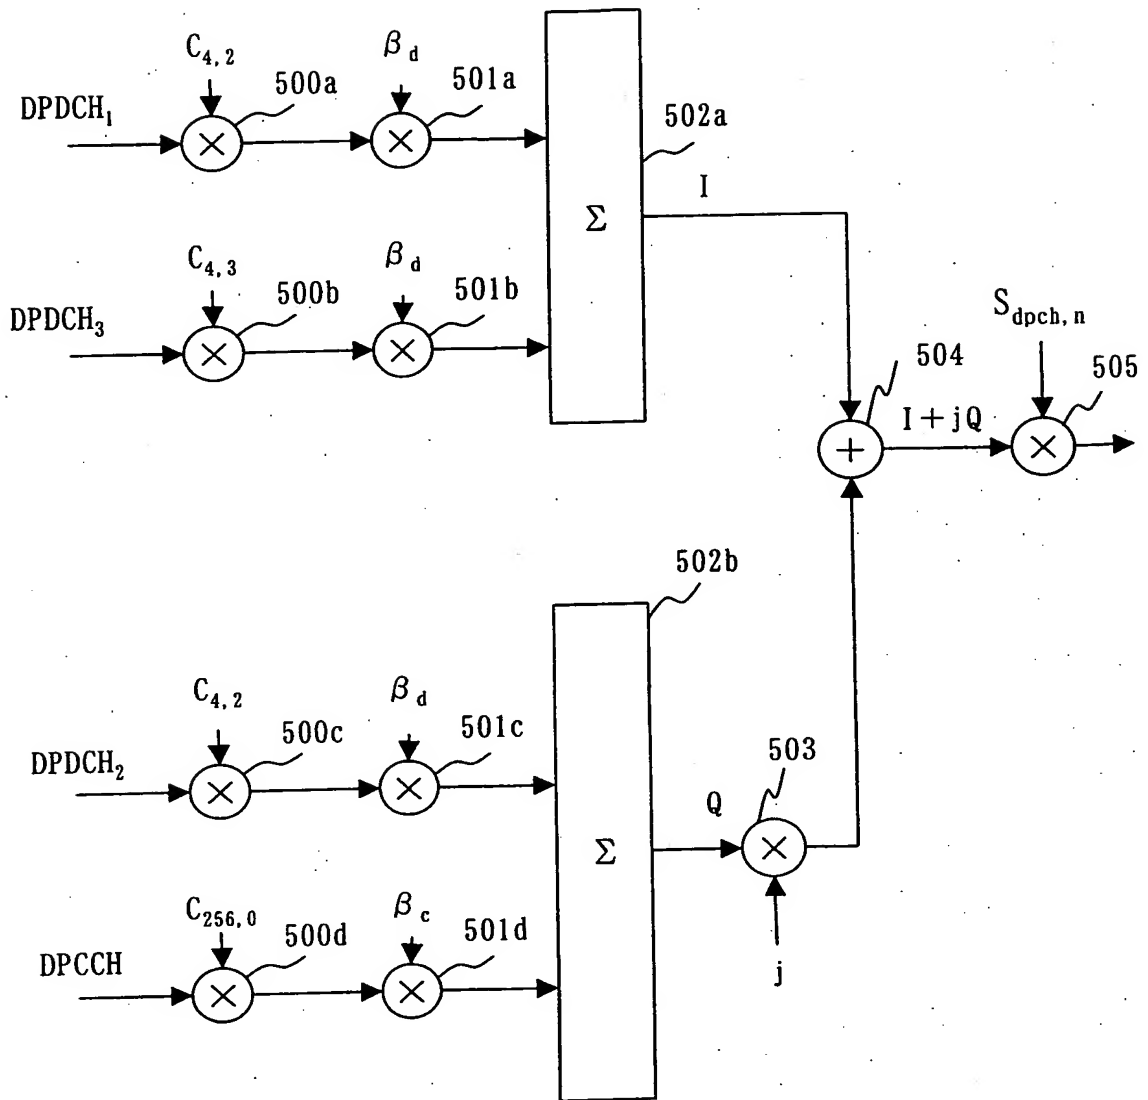 C4,2
βd
500a
501a
DPDCH1
502a
I
Σ
C4,3
βd
500b
501b
DPDCH3
Sdpch,n
504
505
I+jQ
+
×
502b
C4,2
βd
500c
501c
DPDCH2
503
Q
Σ
×
C256,0
βc
500d
501d
DPCCH
j